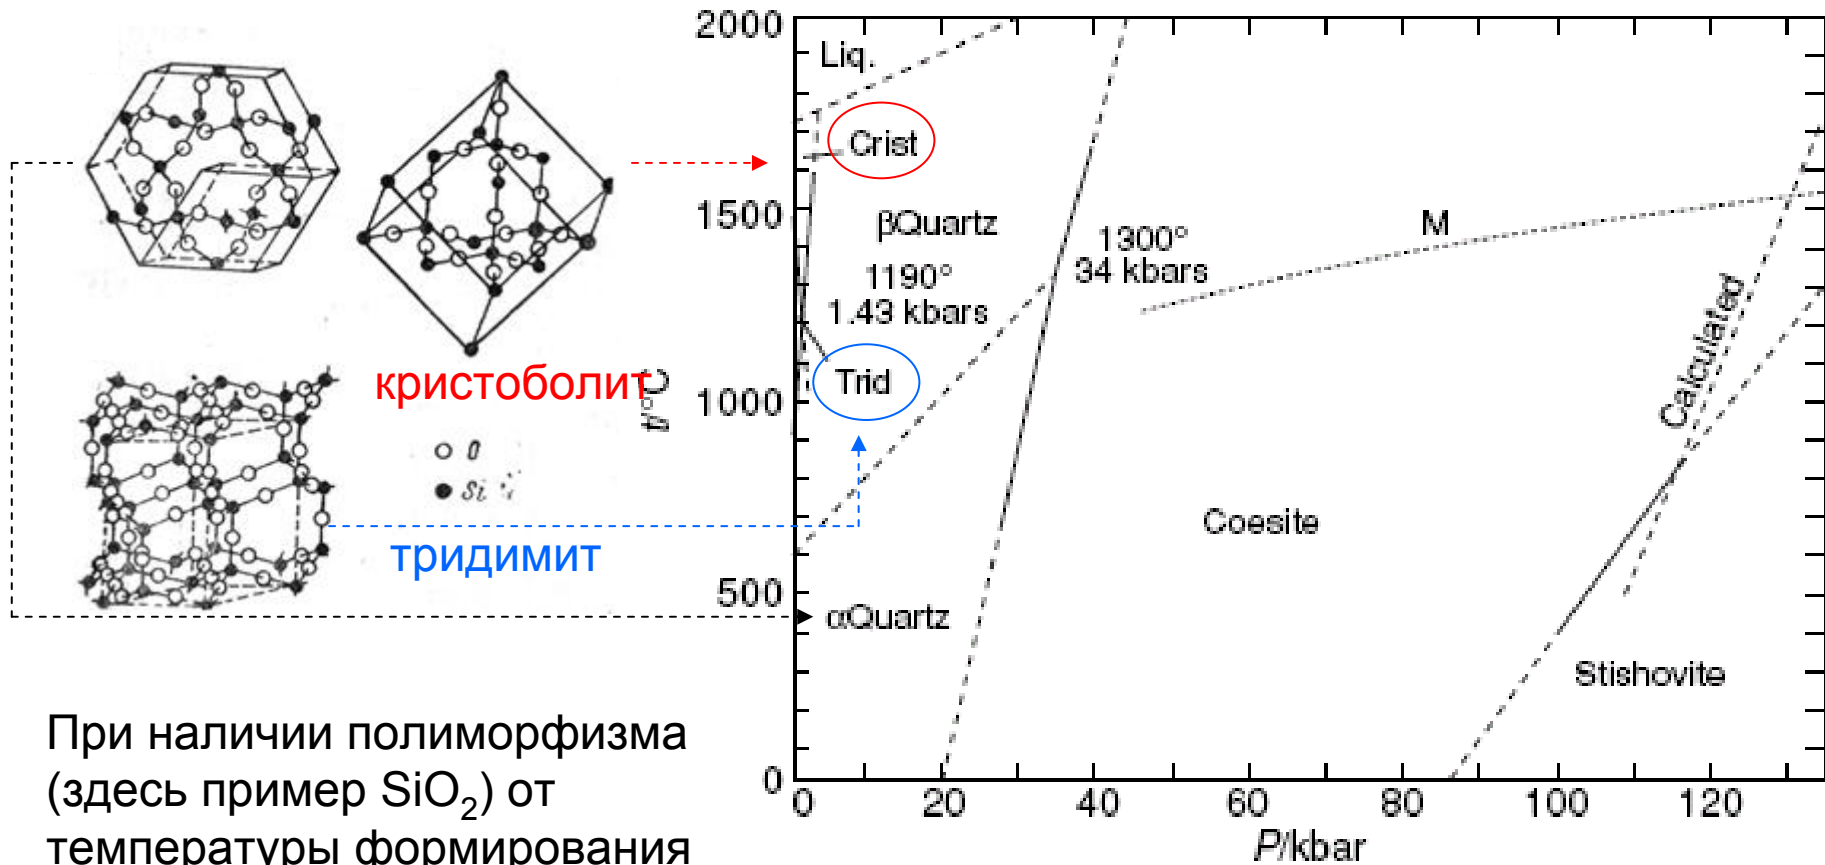 кристоболит
O
Si
тридимит
При наличии полиморфизма
(здесь пример SiO₂) от
температуры формирования
2000
1500
1000
500
0
t/°C
Liq.
Crist
βQuartz
1190°
1.43 kbars
Trid
αQuartz
1300°
34 kbars
M
Calculated
Coesite
Stishovite
0
20
40
60
80
100
120
P/kbar